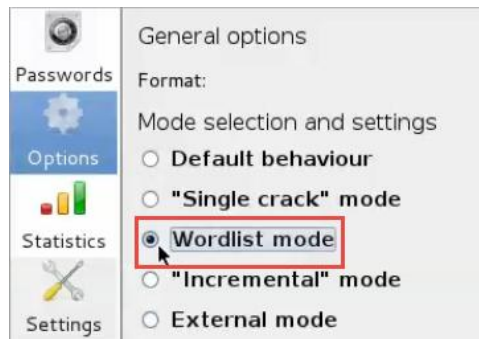 Passwords
Options
Statistics
Settings
General options
Format:
Mode selection and settings
Default behaviour
"Single crack" mode
Wordlist mode
"Incremental" mode
External mode